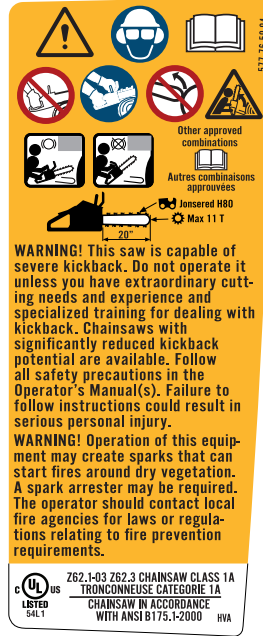 577 76 50-01
Other approved
combinations
Autres combinaisons
approuvées
Jonsered H80
Max 11 T
20"
WARNING! This saw is capable of
severe kickback. Do not operate it
unless you have extraordinary cutt-
ing needs and experience and
specialized training for dealing with
kickback. Chainsaws with
significantly reduced kickback
potential are available. Follow
all safety precautions in the
Operator's Manual(s). Failure to
follow instructions could result in
serious personal injury.
WARNING! Operation of this equip-
ment may create sparks that can
start fires around dry vegetation.
A spark arrester may be required.
The operator should contact local
fire agencies for laws or regula-
tions relating to fire prevention
requirements.
C UL US
LISTED
54L1
Z62.1-03 Z62.3 CHAINSAW CLASS 1A
TRONCONNEUSE CATEGORIE 1A
CHAINSAW IN ACCORDANCE
WITH ANSI B175.1-2000 HVA